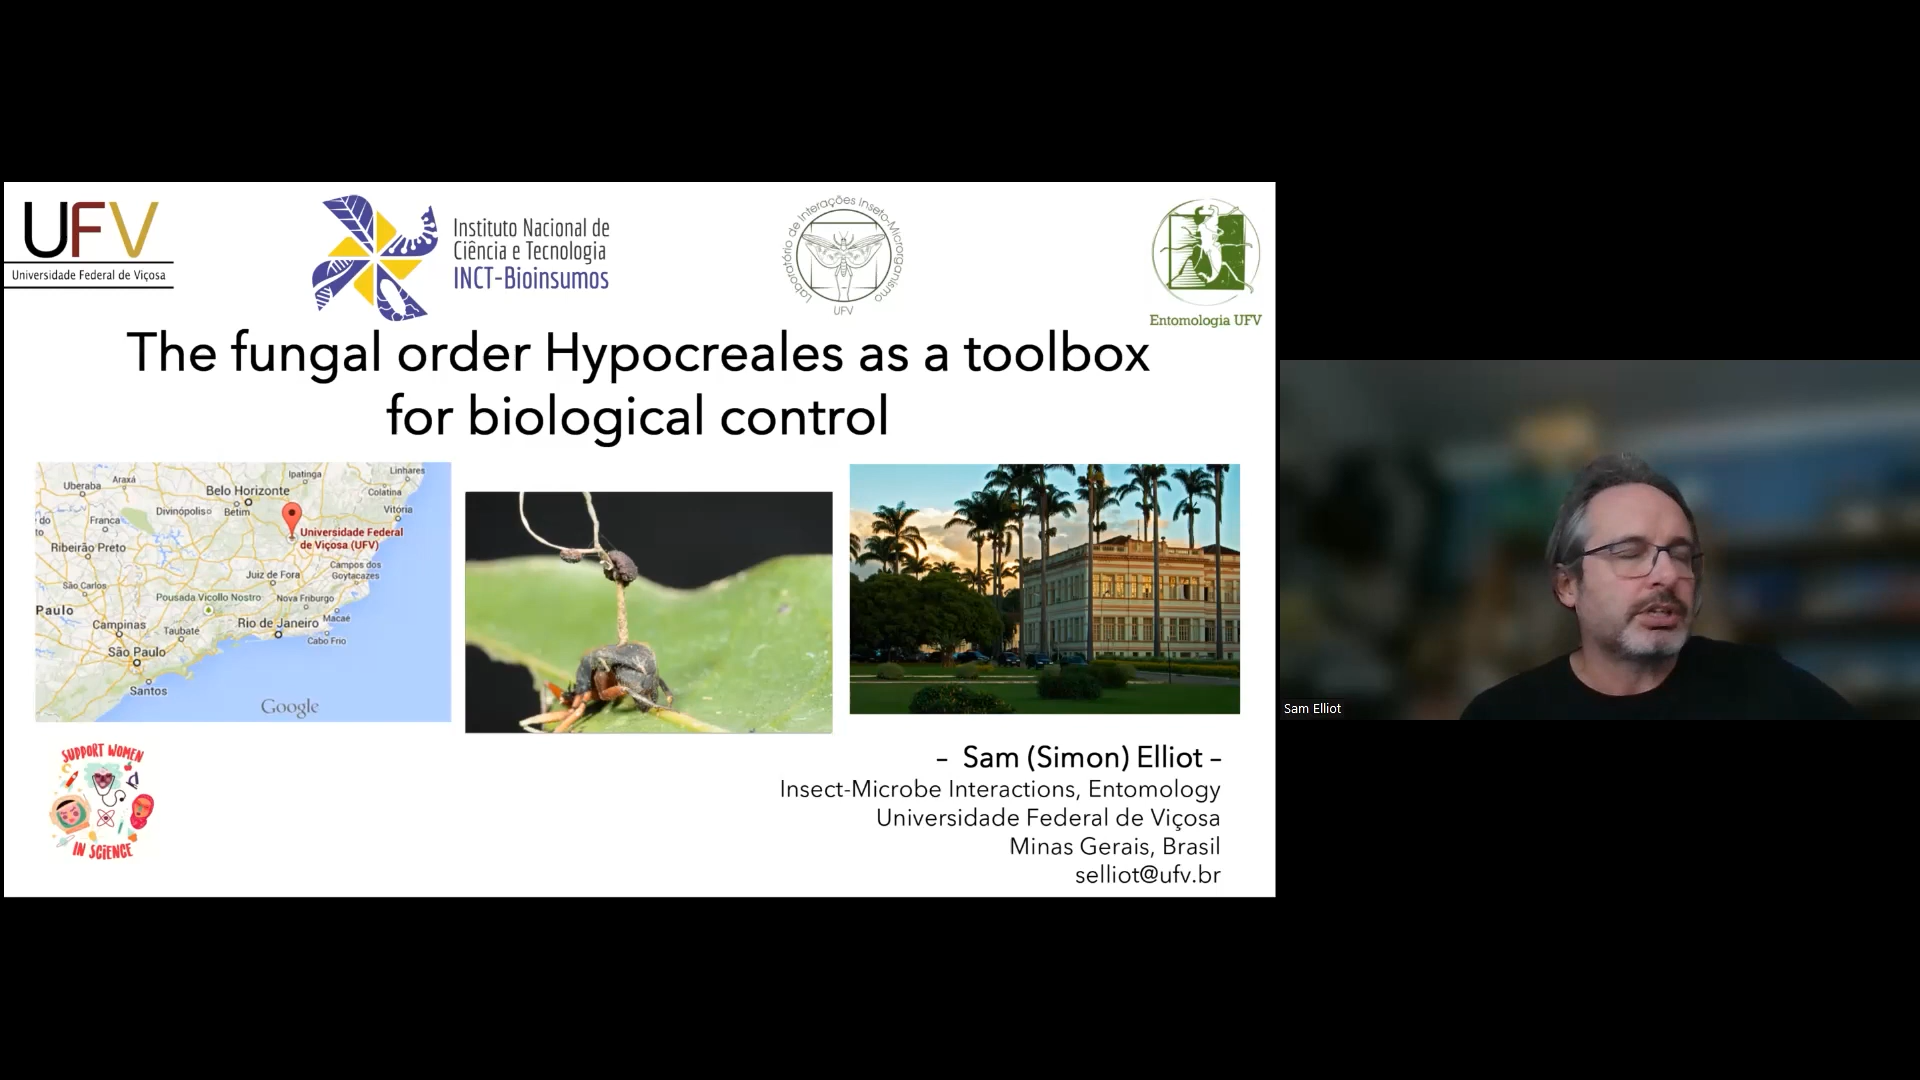 UFV
Universidade Federal de Viçosa
Instituto Nacional de
Ciência e Tecnologia
INCT-Bioinsumos
Laboratório de Interações Inseto-Microrganismo
UFV
Entomologia UFV
The fungal order Hypocreales as a toolbox
for biological control
Ipatinga
Linhares
Uberaba
Araxá
Belo Horizonte
Colatina
Divinópolis
Betim
Vitória
Franca
do
to
Universidade Federal
de Viçosa (UFV)
Ribeirão Preto
Campos dos
Goytacazes
Juiz de Fora
São Carlos
Pousada Vicollo Nostro
Nova Friburgo
Paulo
Macaé
Campinas
Rio de Janeiro
Taubaté
Cabo Frio
São Paulo
Santos
Google
SUPPORT WOMEN
IN SCIENCE
– Sam (Simon) Elliot –
Insect-Microbe Interactions, Entomology
Universidade Federal de Viçosa
Minas Gerais, Brasil
selliot@ufv.br
Sam Elliot